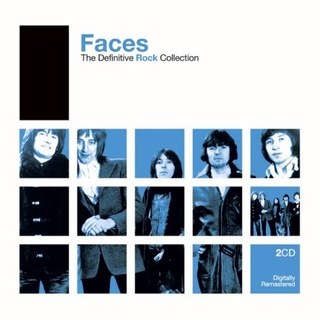 Faces
The Definitive Rock Collection
2CD
Digitally
Remastered